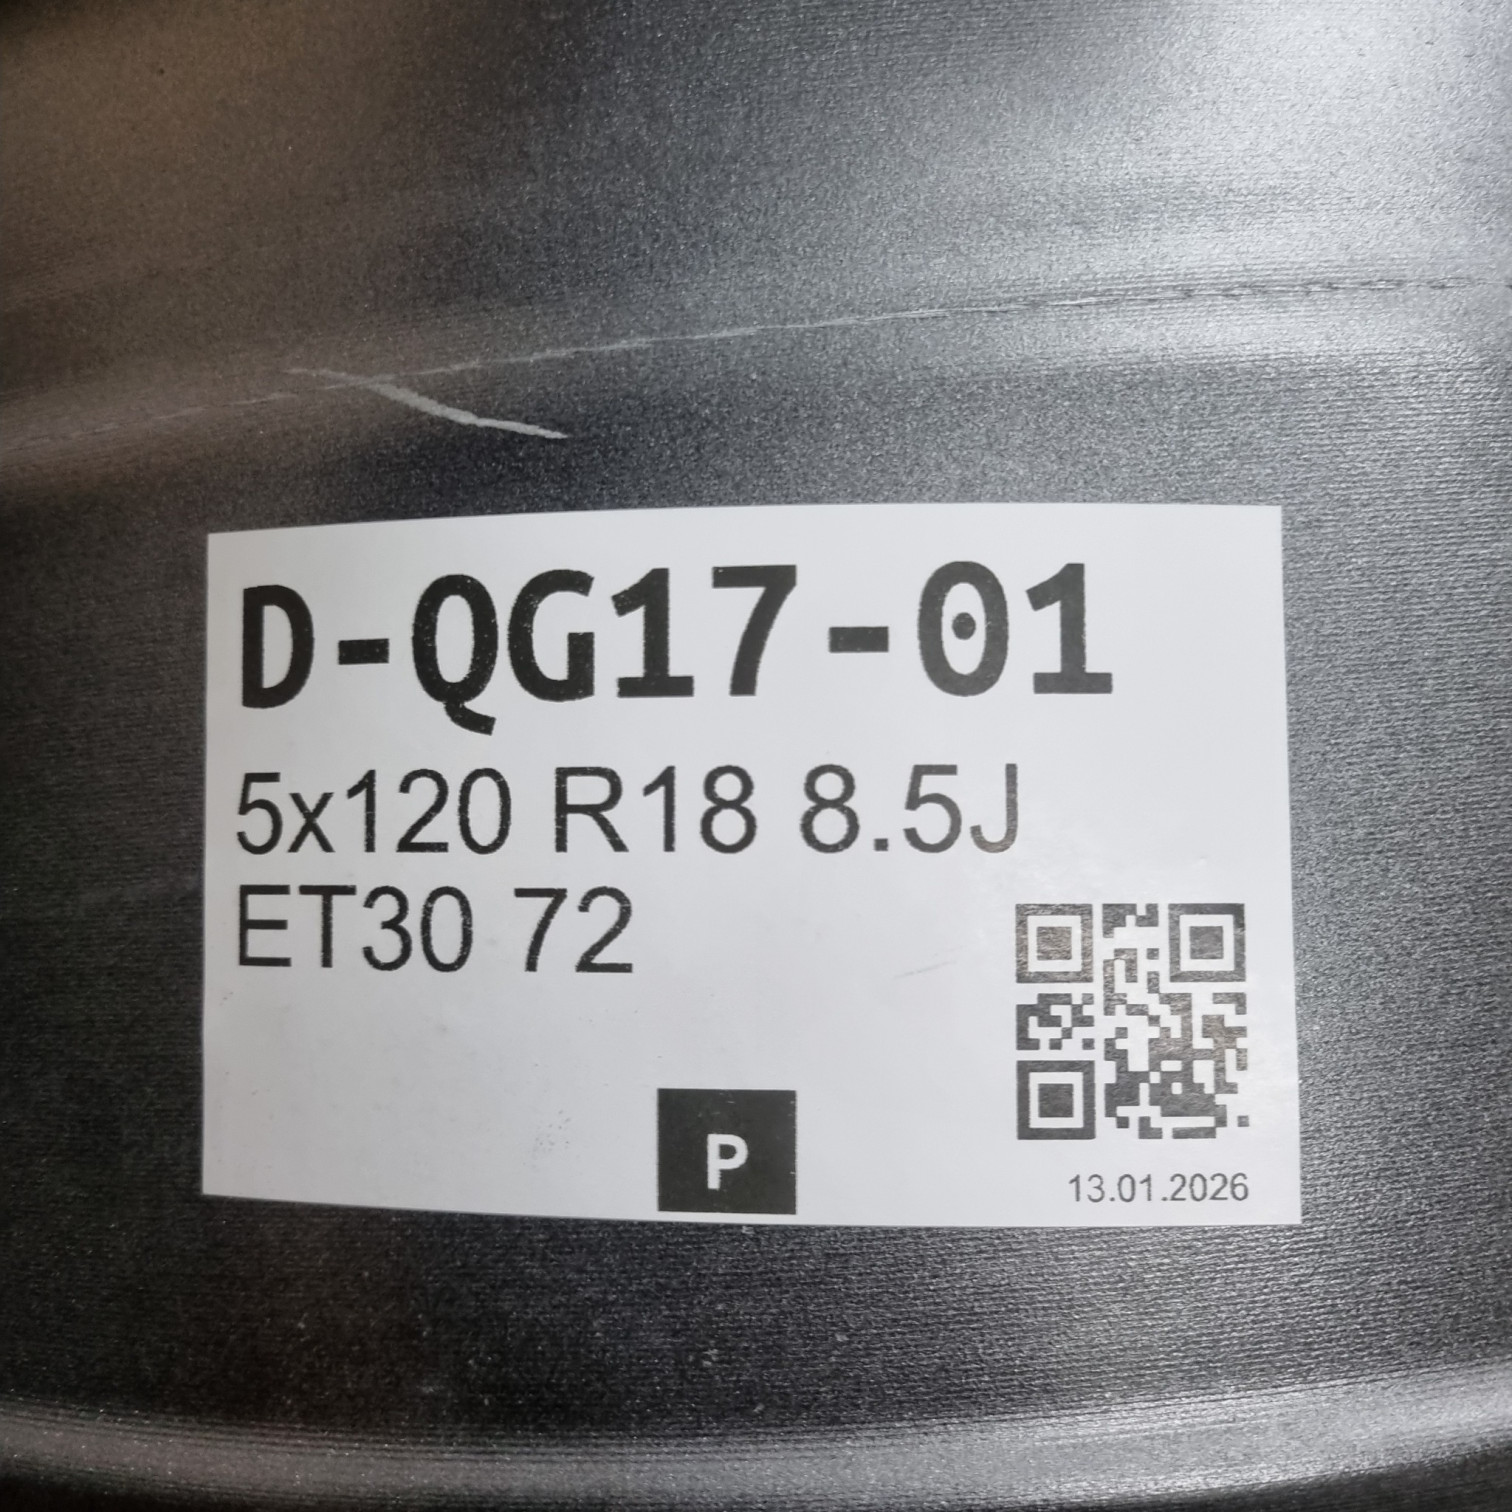 D-QG17-01
5x120 R18 8.5J
ET30 72
P
13.01.2026